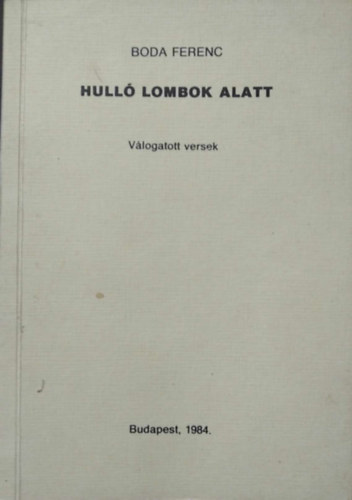 BODA FERENC
HULLÓ LOMBOK ALATT
Válogatott versek
Budapest, 1984.